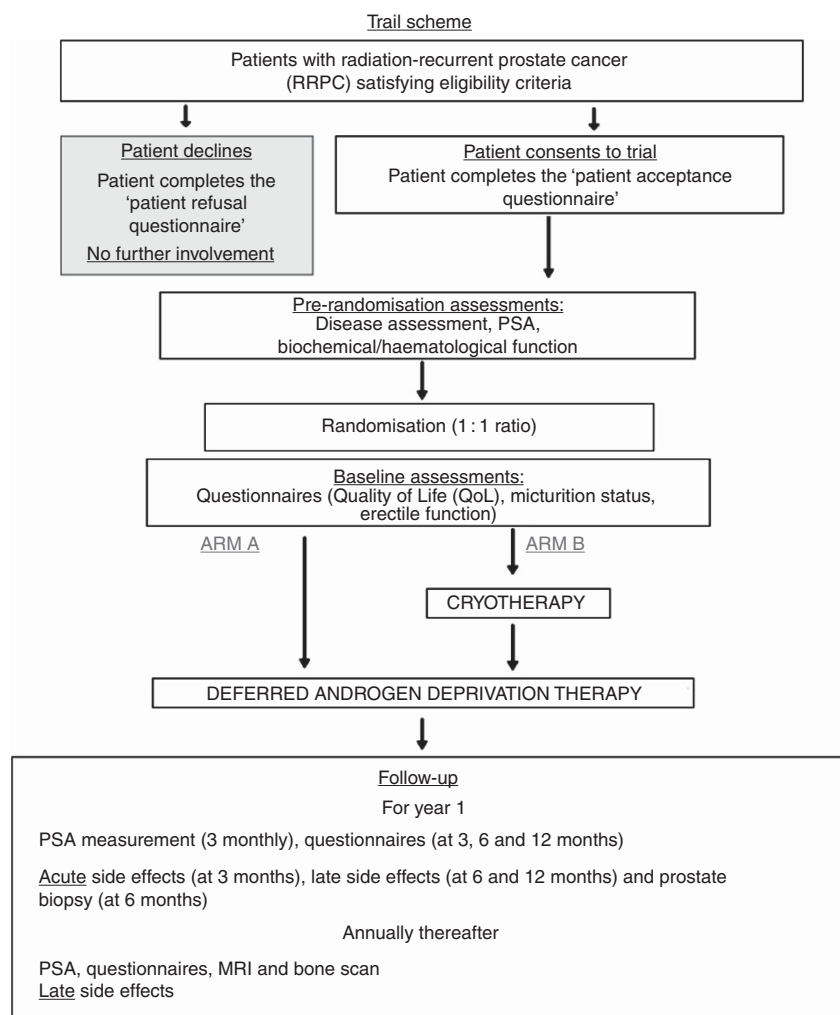 Trail scheme
Patients with radiation-recurrent prostate cancer
(RRPC) satisfying eligibility criteria
Patient declines
Patient completes the
‘patient refusal
questionnaire’
No further involvement
Patient consents to trial
Patient completes the ‘patient acceptance
questionnaire’
Pre-randomisation assessments:
Disease assessment, PSA,
biochemical/haematological function
Randomisation (1 : 1 ratio)
Baseline assessments:
Questionnaires (Quality of Life (QoL), micturition status,
erectile function)
ARM A
ARM B
CRYOTHERAPY
DEFERRED ANDROGEN DEPRIVATION THERAPY
Follow-up
For year 1
PSA measurement (3 monthly), questionnaires (at 3, 6 and 12 months)
Acute side effects (at 3 months), late side effects (at 6 and 12 months) and prostate
biopsy (at 6 months)
Annually thereafter
PSA, questionnaires, MRI and bone scan
Late side effects